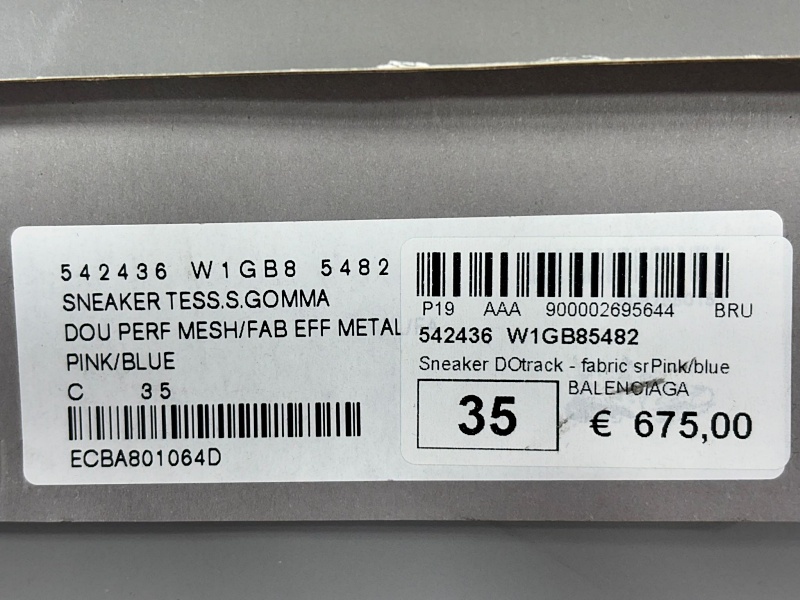 542436 W1GB8 5482
SNEAKER TESS.S.GOMMA
DOU PERF MESH/FAB EFF METAL
PINK/BLUE
C 35
ECBA801064D
P19 AAA 900002695644 BRU
542436 W1GB85482
Sneaker DOtrack - fabric srPink/blue
BALENCIAGA
35
€ 675,00